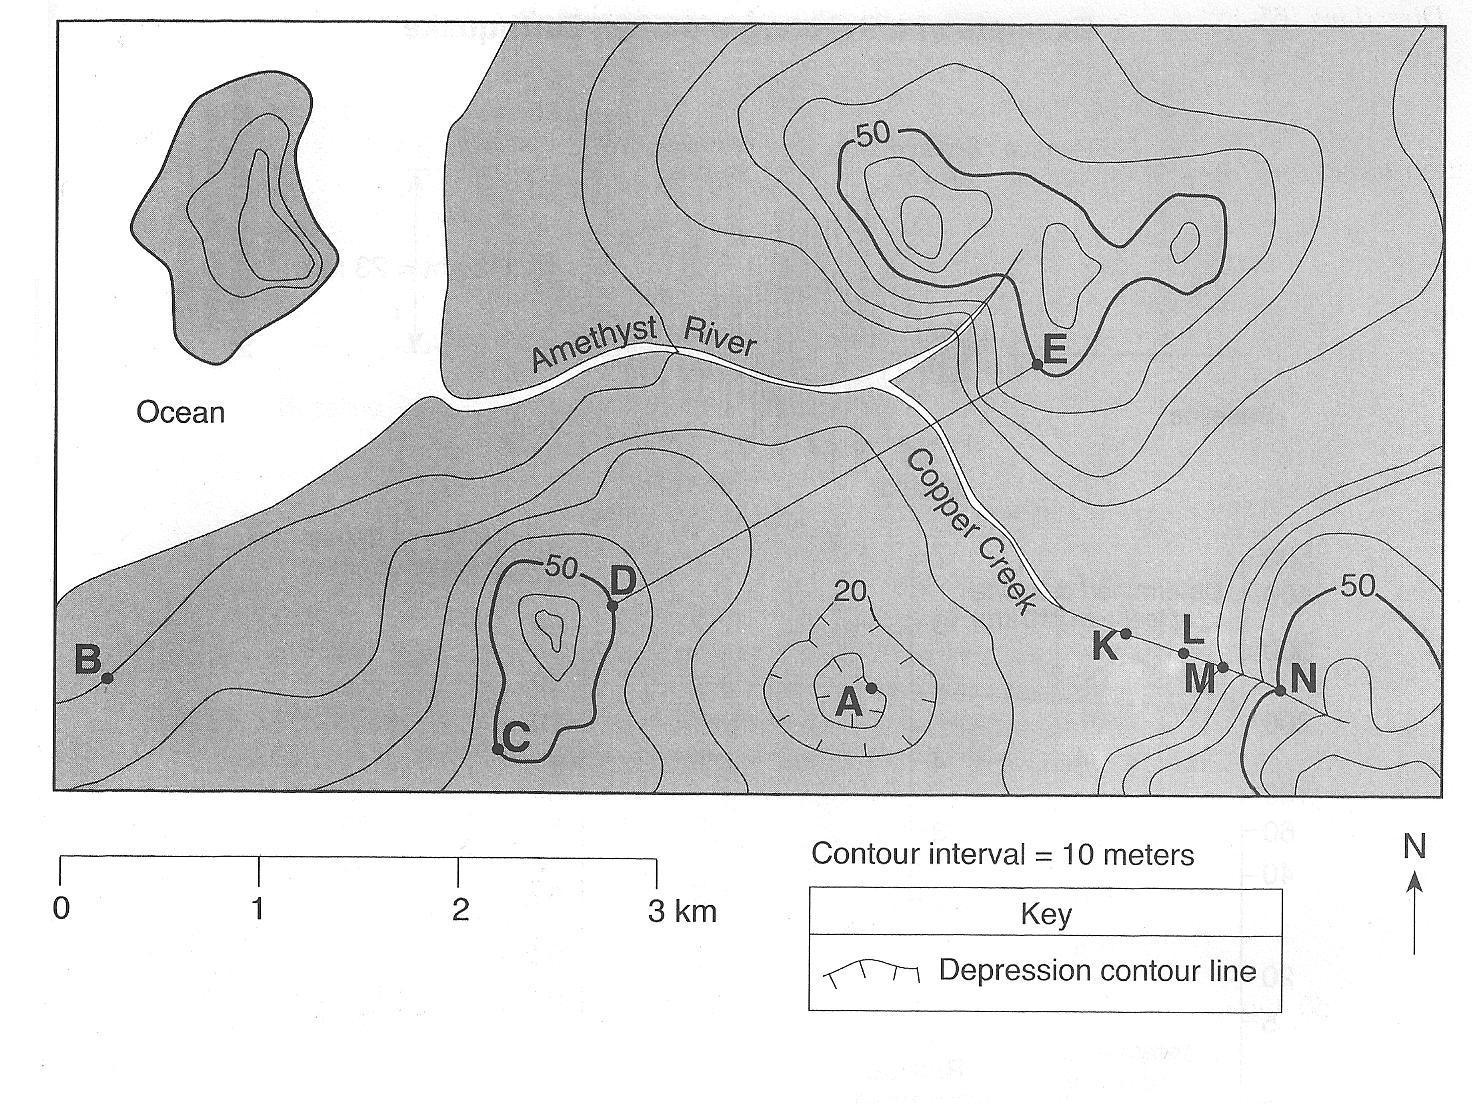 50
Amethyst River
E
Ocean
Copper Creek
50
D
20
50
B
K
L
M
N
A
C
0 1 2 3 km
Contour interval = 10 meters
N
Key
Depression contour line